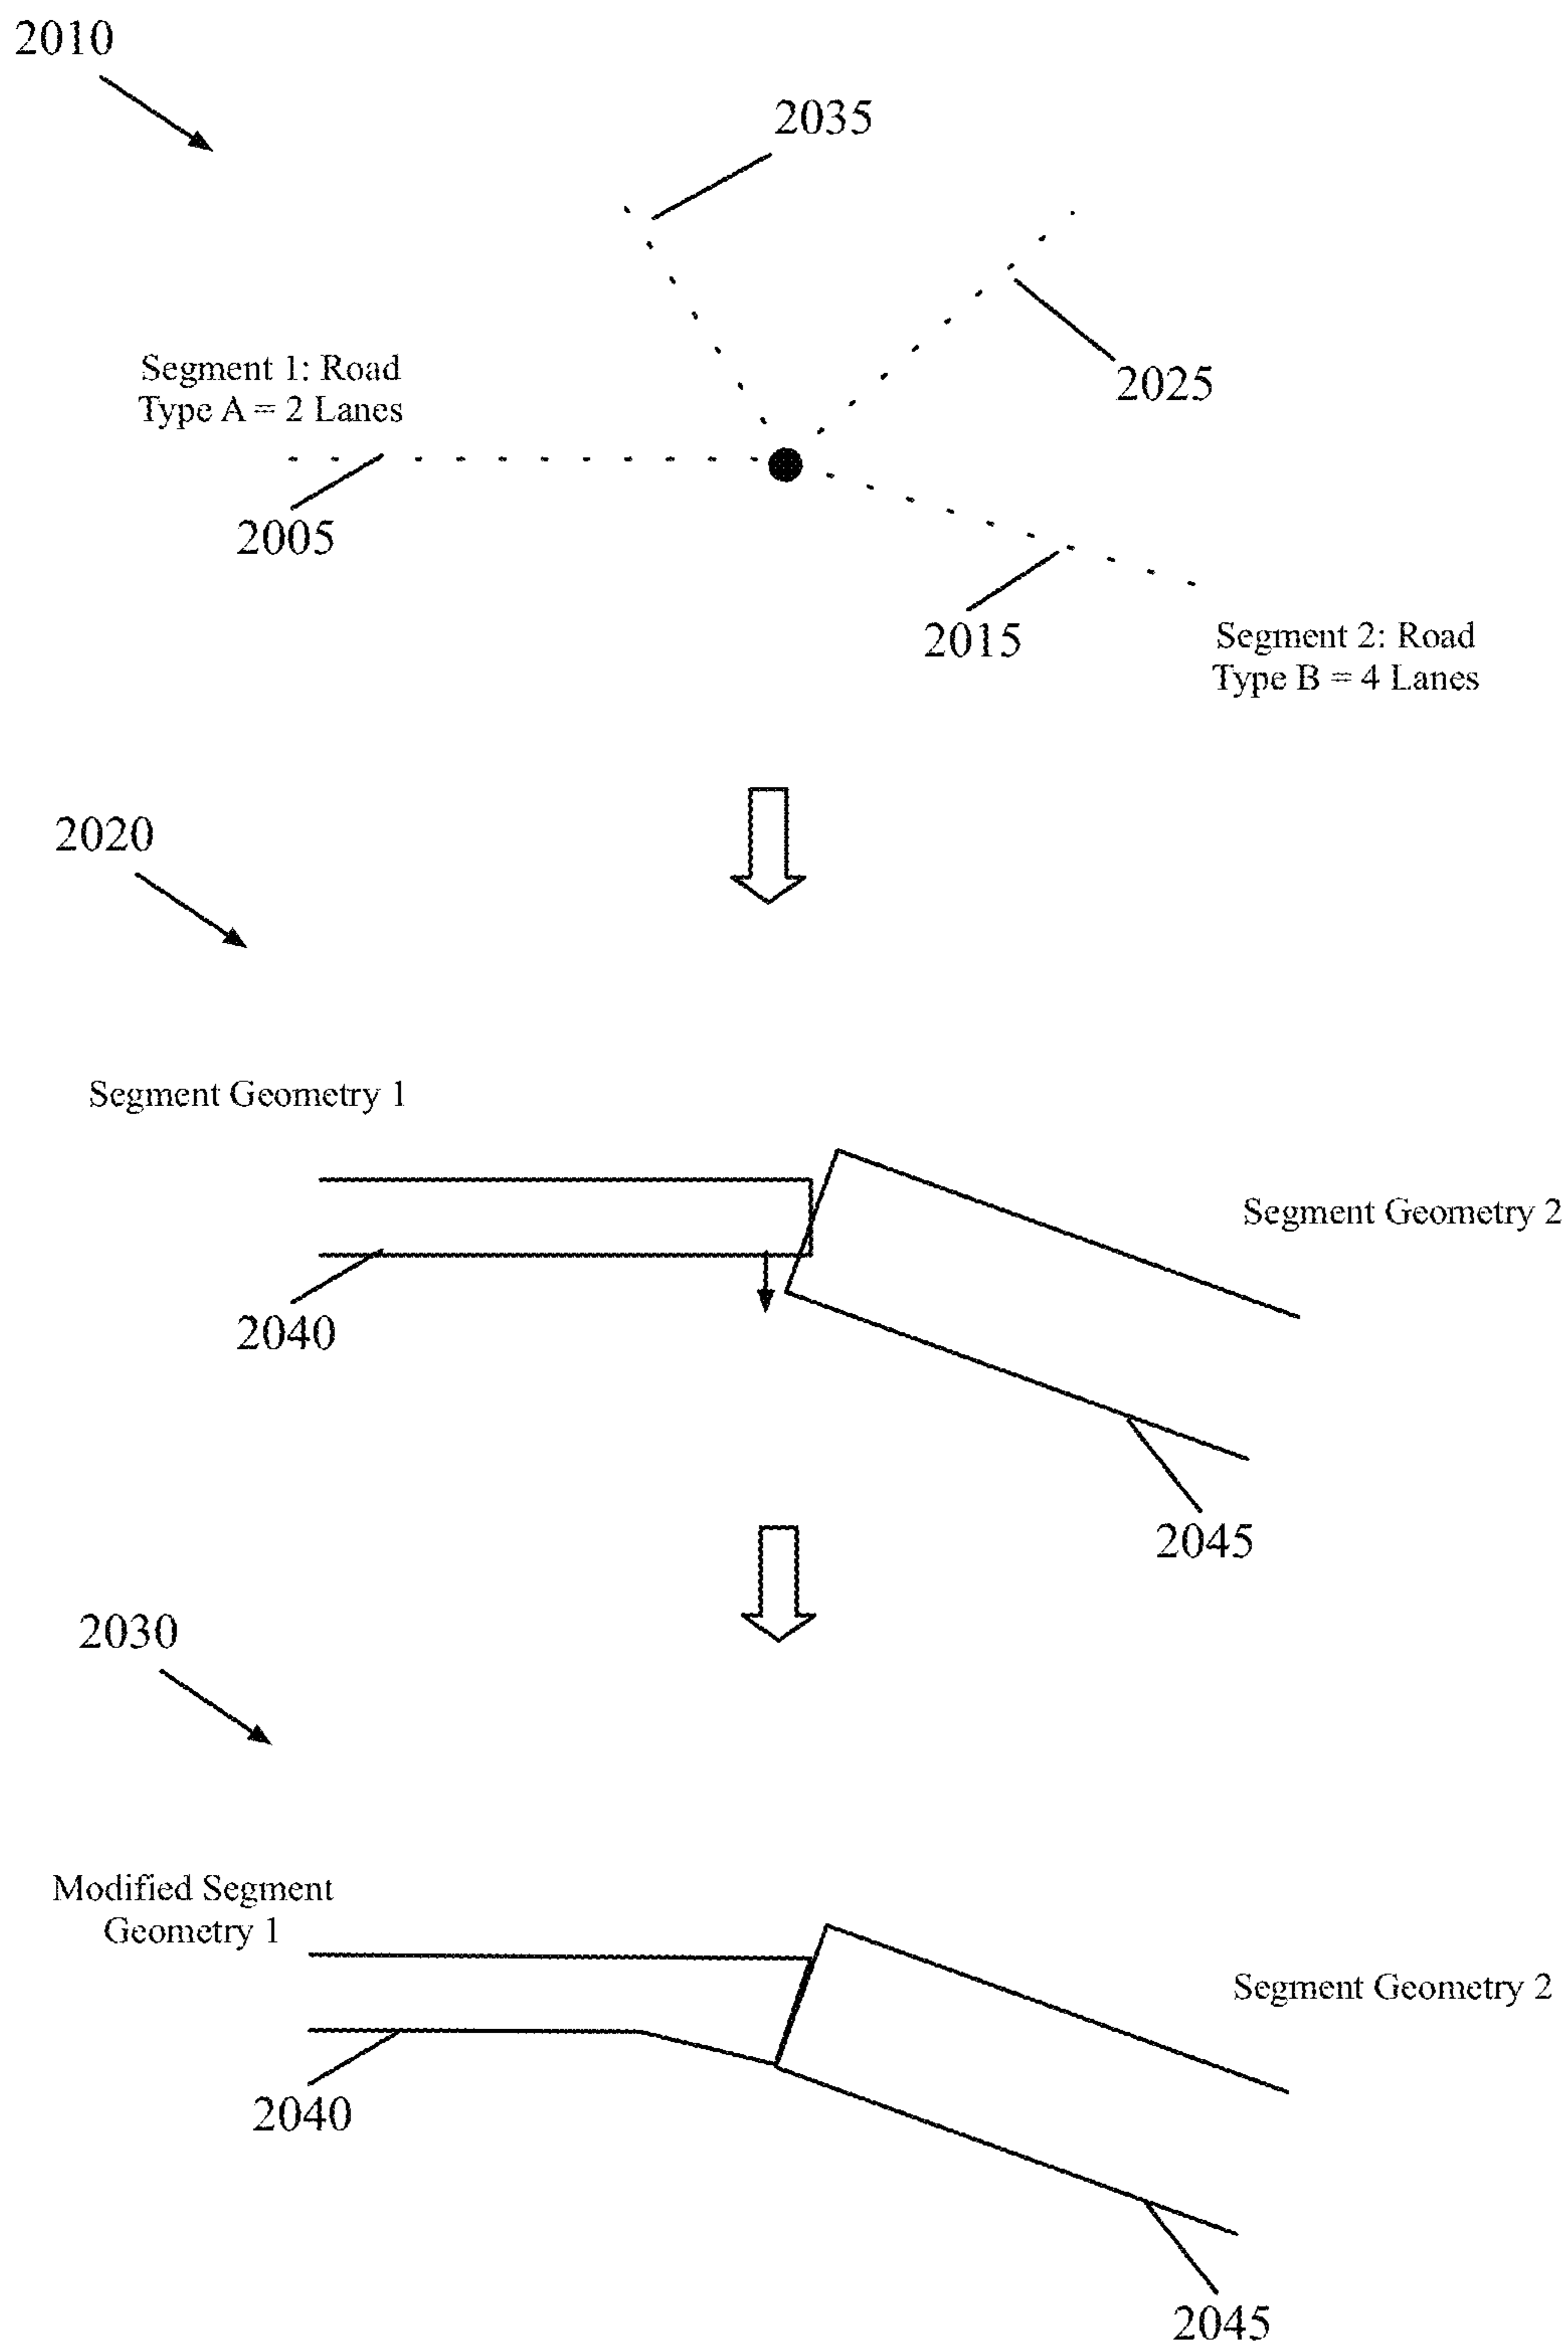 2010
2035
2025
Segment 1: Road
Type A = 2 Lanes
2005
2015
Segment 2: Road
Type B = 4 Lanes
2020
Segment Geometry 1
Segment Geometry 2
2040
2045
2030
Modified Segment
Geometry 1
Segment Geometry 2
2040
2045